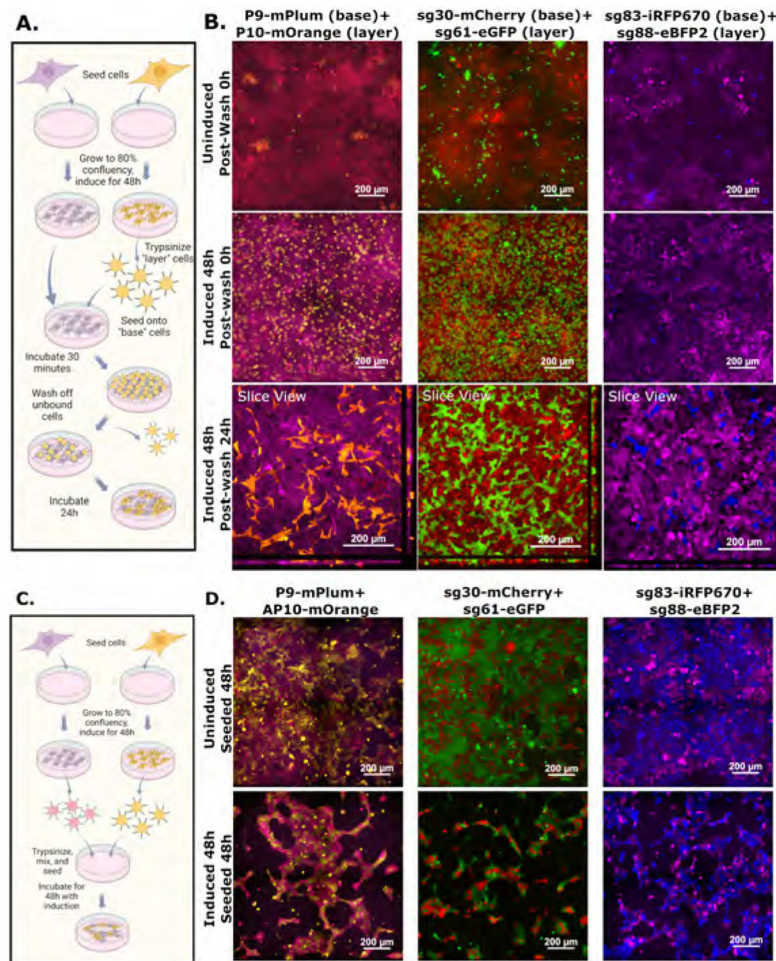 A.
Seed cells
Grow to 80%
confluency,
induce for 48h
Trypsinize
"layer" cells
Seed onto
"base" cells
Incubate 30
minutes
Wash off
unbound
cells
Incubate
24h
B.
P9-mPlum (base)+
P10-mOrange (layer)
sg30-mCherry (base)+
sg61-eGFP (layer)
sg83-iRFP670 (base)+
sg88-eBFP2 (layer)
Uninduced
Post-Wash 0h
200 µm
200 µm
200 µm
Induced 48h
Post-wash 0h
200 µm
200 µm
200 µm
Induced 48h
Post-wash 24h
Slice View
200 µm
Slice View
200 µm
Slice View
200 µm
C.
Seed cells
Grow to 80%
confluency,
induce for 48h
Trypsinize,
mix, and
seed
Incubate for
48h with
induction
D.
P9-mPlum+
AP10-mOrange
sg30-mCherry+
sg61-eGFP
sg83-iRFP670+
sg88-eBFP2
Uninduced
Seeded 48h
200 µm
200 µm
200 µm
Induced 48h
Seeded 48h
200 µm
200 µm
200 µm